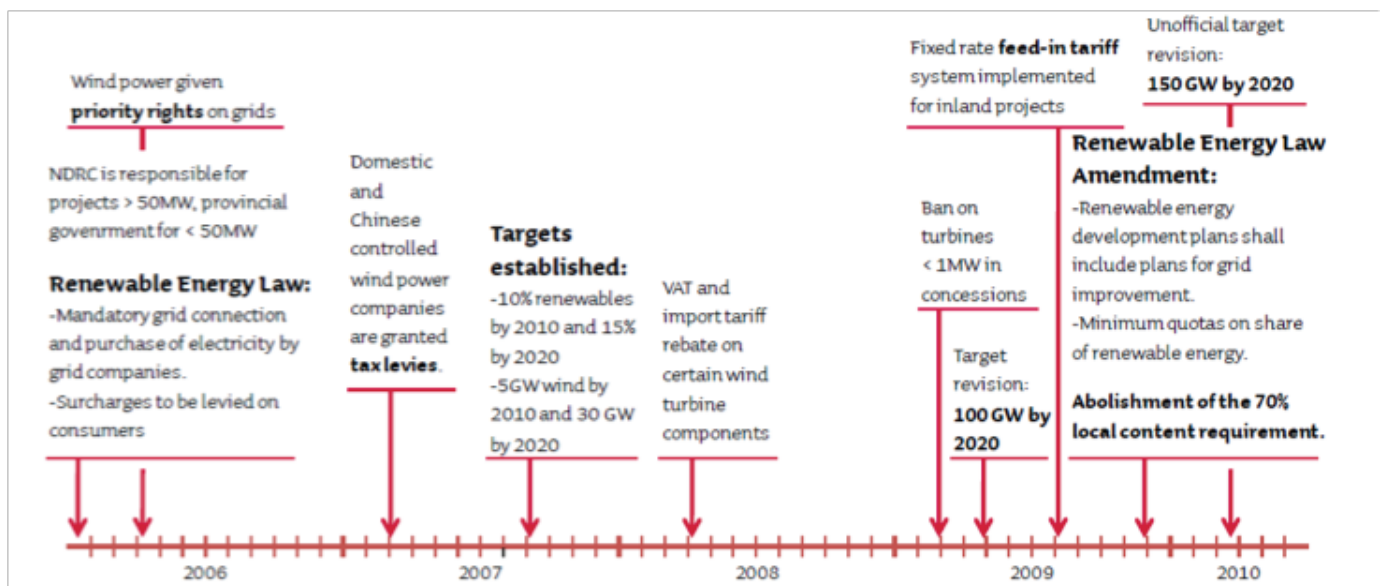 Wind power given
priority rights on grids
NDRC is responsible for
projects > 50MW, provincial
govenrment for < 50MW
Renewable Energy Law:
-Mandatory grid connection
and purchase of electricity by
grid companies.
-Surcharges to be levied on
consumers
Domestic
and
Chinese
controlled
wind power
companies
are granted
tax levies.
Targets
established:
-10% renewables
by 2010 and 15%
by 2020
-5GW wind by
2010 and 30 GW
by 2020
VAT and
import tariff
rebate on
certain wind
turbine
components
Fixed rate feed-in tariff
system implemented
for inland projects
Ban on
turbines
< 1MW in
concessions
Target
revision:
100 GW by
2020
Unofficial target
revision:
150 GW by 2020
Renewable Energy Law
Amendment:
-Renewable energy
development plans shall
include plans for grid
improvement.
-Minimum quotas on share
of renewable energy.
Abolishment of the 70%
local content requirement.
2006
2007
2008
2009
2010